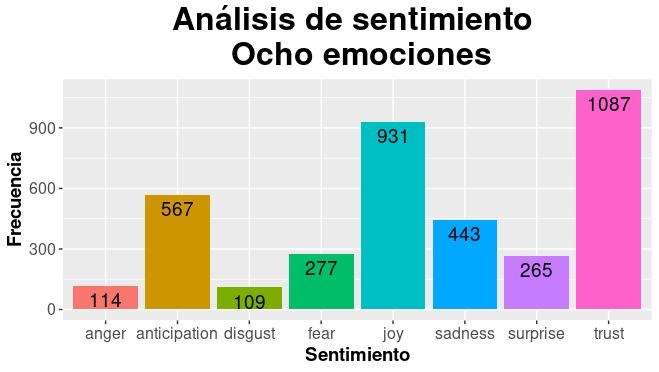 Análisis de sentimiento
Ocho emociones
Frecuencia
900
600
300
0
114
567
109
277
931
443
265
1087
anger anticipation disgust fear joy sadness surprise trust
Sentimiento